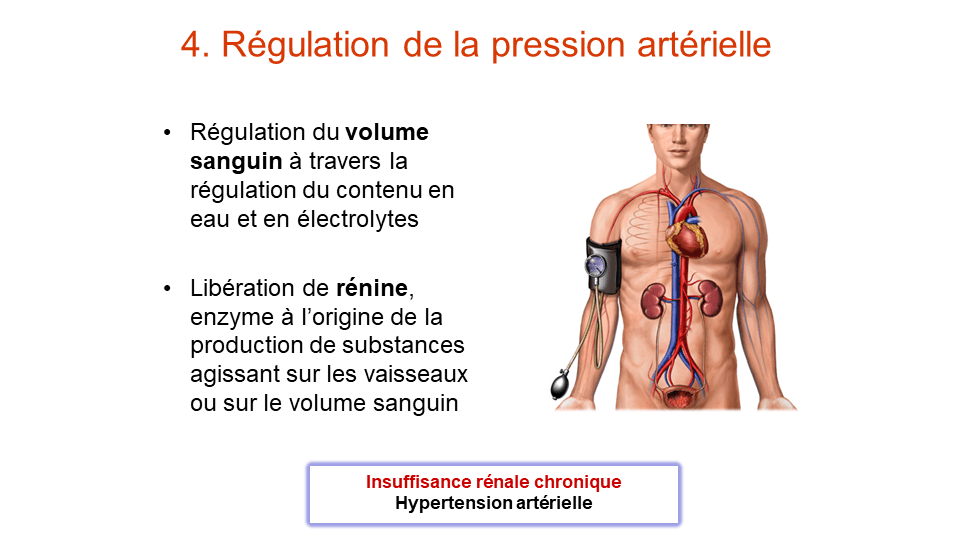 4. Régulation de la pression artérielle
• Régulation du volume
sanguin à travers la
régulation du contenu en
eau et en électrolytes
• Libération de rénine,
enzyme à l’origine de la
production de substances
agissant sur les vaisseaux
ou sur le volume sanguin
Insuffisance rénale chronique
Hypertension artérielle